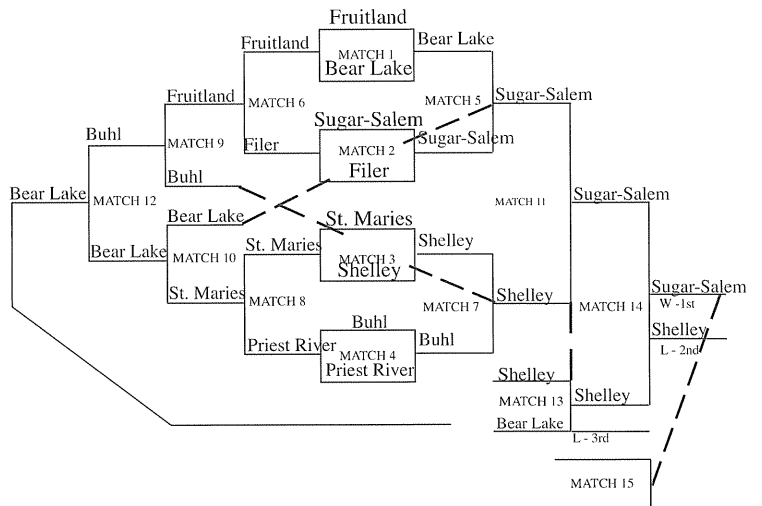 Fruitland
Fruitland
MATCH 1
Bear Lake
Bear Lake
MATCH 5
Sugar-Salem
Fruitland
MATCH 6
Sugar-Salem
Buhl
MATCH 9
Filer
MATCH 2
Sugar-Salem
Filer
Buhl
Bear Lake
MATCH 12
MATCH 11
Sugar-Salem
Bear Lake
St. Maries
Bear Lake
MATCH 10
St. Maries
MATCH 3
Shelley
Shelley
St. Maries
MATCH 8
MATCH 7
Shelley
MATCH 14
Sugar-Salem
W -1st
Buhl
Priest River
MATCH 4
Buhl
Priest River
Shelley
L - 2nd
Shelley
MATCH 13
Shelley
Bear Lake
L - 3rd
MATCH 15